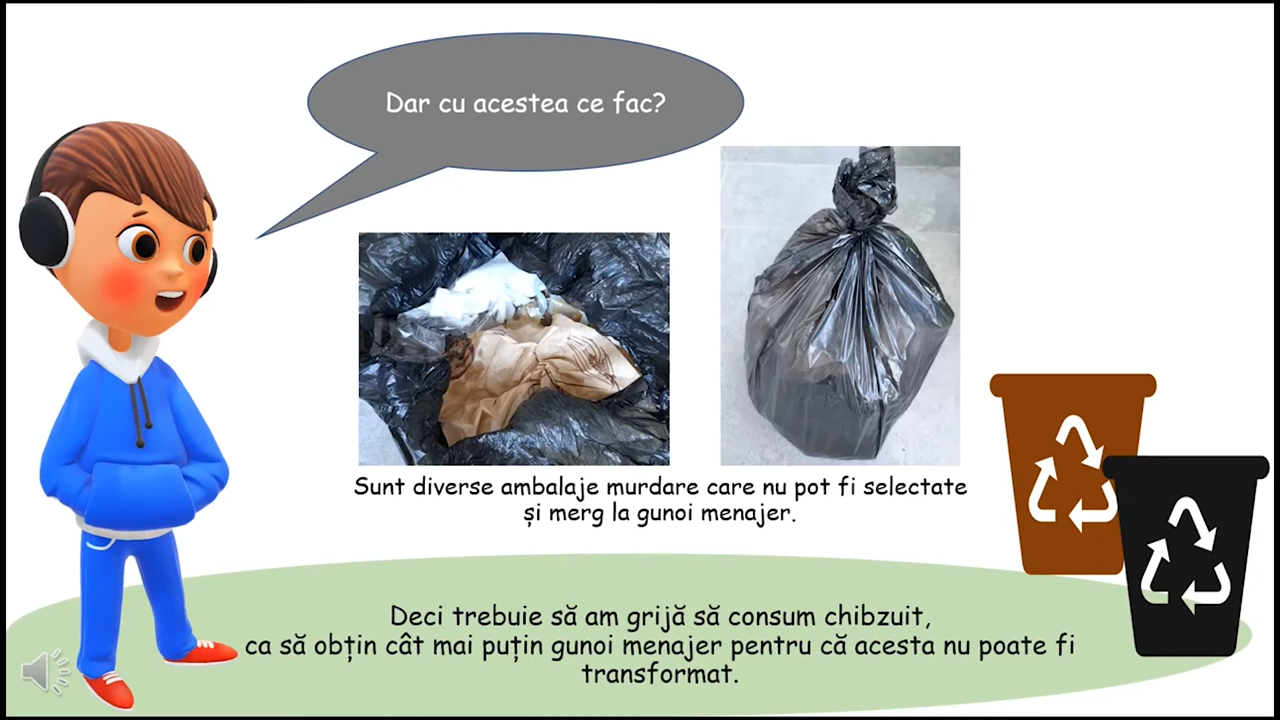 Dar cu acestea ce fac?
Sunt diverse ambalaje murdare care nu pot fi selectate
și merg la gunoi menajer.
Deci trebuie să am grijă să consum chibzuit,
ca să obțin cât mai puțin gunoi menajer pentru că acesta nu poate fi
transformat.